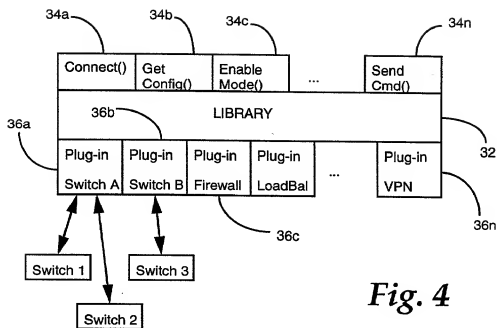 34a
34b
34c
34n
Connect()
Get
Config()
Enable
Mode()
...
Send
Cmd()
36b
LIBRARY
36a
32
Plug-in
Switch A
Plug-in
Switch B
Plug-in
Firewall
Plug-in
LoadBal
...
Plug-in
VPN
36c
36n
Switch 1
Switch 3
Switch 2
Fig. 4